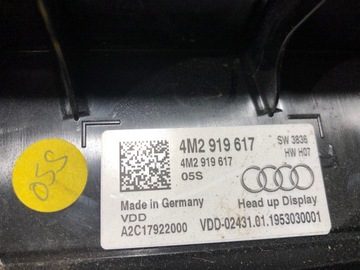 05S
4M2 919 617
SW 3836
4M2 919 617
HW H07
05S
Made in Germany
VDD
Head up Display
A2C17922000
VDD-02431.01.1953030001